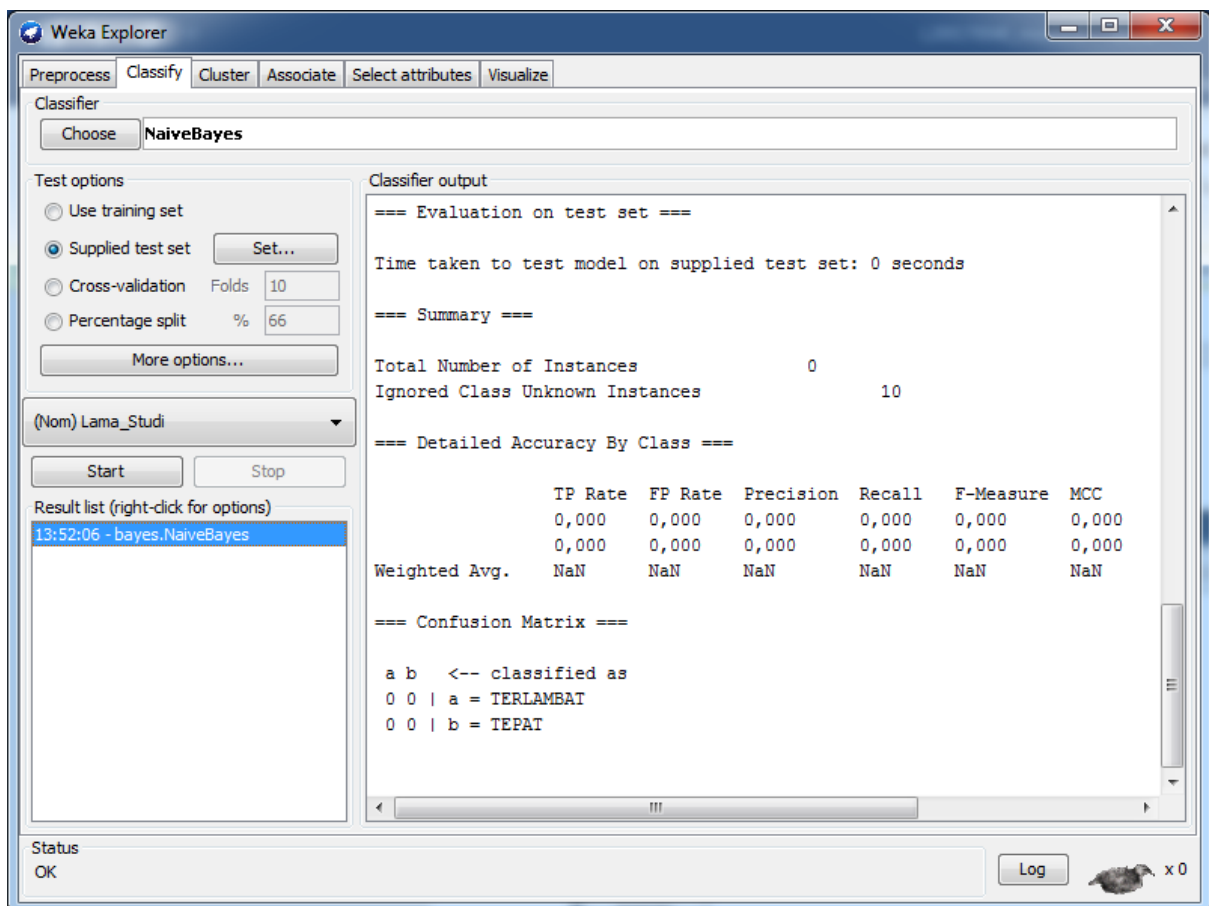 Weka Explorer
Preprocess Classify Cluster Associate Select attributes Visualize
Classifier
Choose NaiveBayes
Test options
Use training set
Supplied test set Set...
Cross-validation Folds 10
Percentage split % 66
More options...
(Nom) Lama_Studi
Start Stop
Result list (right-click for options)
13:52:06 - bayes.NaiveBayes
Classifier output
=== Evaluation on test set ===
Time taken to test model on supplied test set: 0 seconds
=== Summary ===
Total Number of Instances 0
Ignored Class Unknown Instances 10
=== Detailed Accuracy By Class ===
TP Rate FP Rate Precision Recall F-Measure MCC
0,000 0,000 0,000 0,000 0,000 0,000
0,000 0,000 0,000 0,000 0,000 0,000
Weighted Avg. NaN NaN NaN NaN NaN NaN
=== Confusion Matrix ===
a b <-- classified as
0 0 | a = TERLAMBAT
0 0 | b = TEPAT
Status
OK
Log x 0